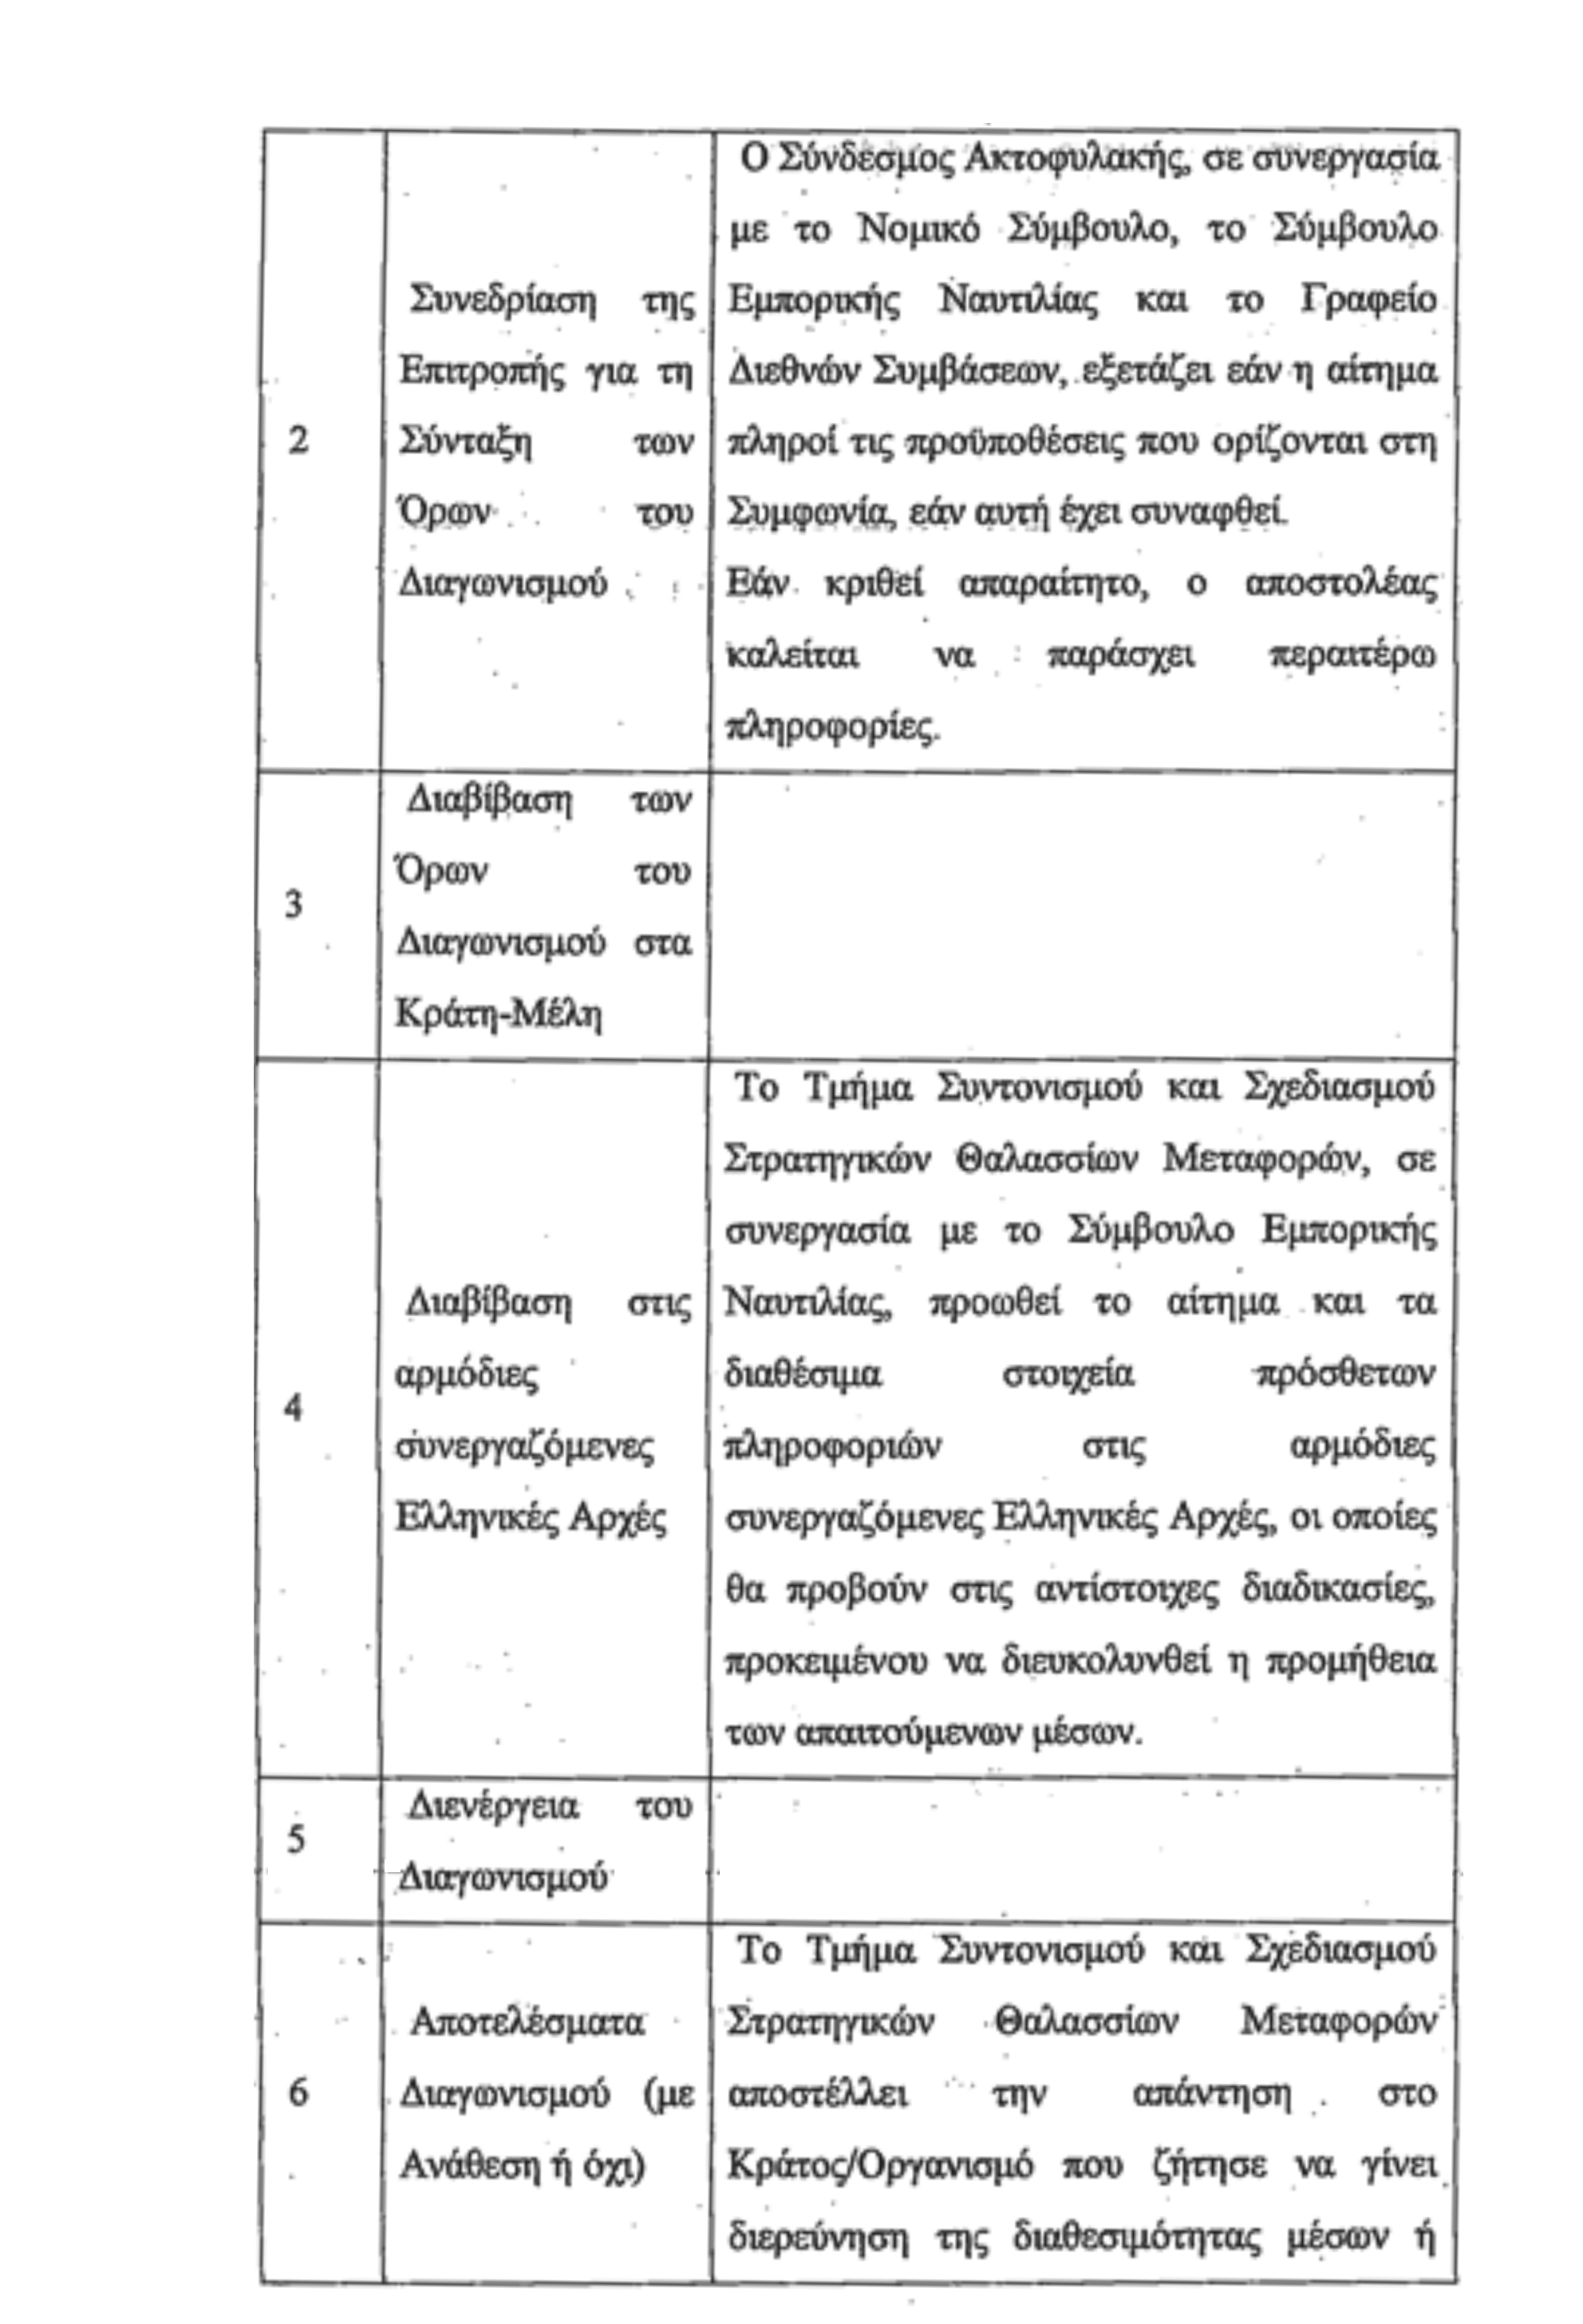 2
Συνεδρίαση της
Επιτροπής για τη
Σύνταξη των
Όρων του
Διαγωνισμού
Ο Σύνδεσμος Ακτοφυλακής, σε συνεργασία
με το Νομικό Σύμβουλο, το Σύμβουλο
Εμπορικής Ναυτιλίας και το Γραφείο
Διεθνών Συμβάσεων, εξετάζει εάν η αίτημα
πληροί τις προϋποθέσεις που ορίζονται στη
Συμφωνία, εάν αυτή έχει συναφθεί.
Εάν κριθεί απαραίτητο, ο αποστολέας
καλείται να παράσχει περαιτέρω
πληροφορίες.
3
Διαβίβαση των
Όρων του
Διαγωνισμού στα
Κράτη-Μέλη
4
Διαβίβαση στις
αρμόδιες
συνεργαζόμενες
Ελληνικές Αρχές
Το Τμήμα Συντονισμού και Σχεδιασμού
Στρατηγικών Θαλασσίων Μεταφορών, σε
συνεργασία με το Σύμβουλο Εμπορικής
Ναυτιλίας, προωθεί το αίτημα και τα
διαθέσιμα στοιχεία πρόσθετων
πληροφοριών στις αρμόδιες
συνεργαζόμενες Ελληνικές Αρχές, οι οποίες
θα προβούν στις αντίστοιχες διαδικασίες,
προκειμένου να διευκολυνθεί η προμήθεια
των απαιτούμενων μέσων.
5
Διενέργεια του
Διαγωνισμού
6
Αποτελέσματα
Διαγωνισμού (με
Ανάθεση ή όχι)
Το Τμήμα Συντονισμού και Σχεδιασμού
Στρατηγικών Θαλασσίων Μεταφορών
αποστέλλει την απάντηση στο
Κράτος/Οργανισμό που ζήτησε να γίνει
διερεύνηση της διαθεσιμότητας μέσων ή